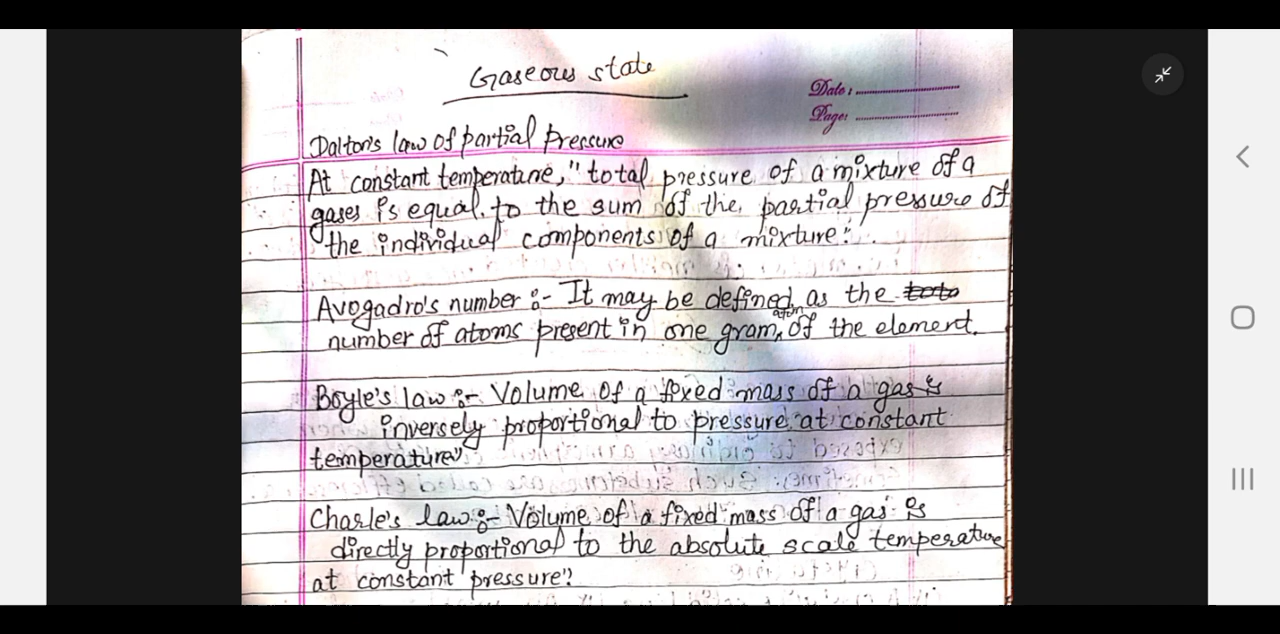 Gaseous state
Date:
Page:
Dalton's law of partial Pressure
At constant temperature, "total pressure of a mixture of a
gases is equal to the sum of the partial pressure of
the individual components of a mixture".
Avogadro's number :- It may be defined as the toto
atom
number of atoms present in one gram of the element.
Boyle's law :- Volume of a fixed mass of a gas is
inversely proportional to pressure at constant
temperature"
Charle's law :- Volume of a fixed mass of a gas is
directly proportional to the absolute scale temperature
at constant pressure".